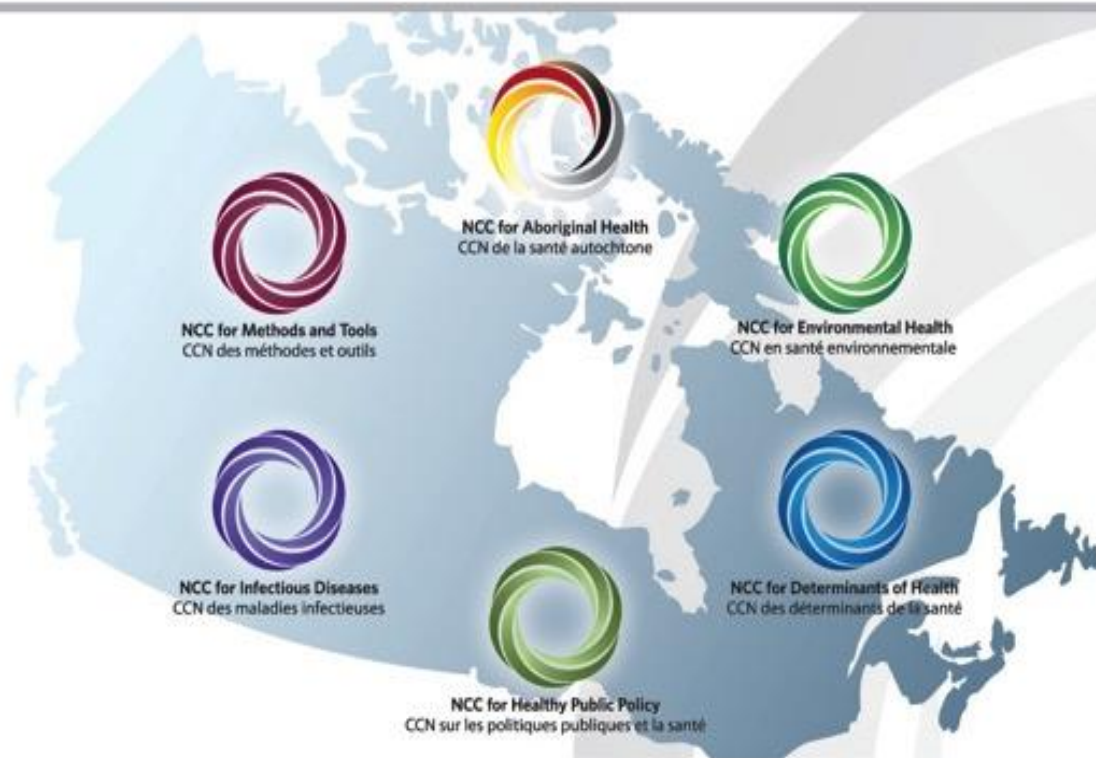 NCC for Aboriginal Health
CCN de la santé autochtone
NCC for Methods and Tools
CCN des méthodes et outils
NCC for Environmental Health
CCN en santé environnementale
NCC for Infectious Diseases
CCN des maladies infectieuses
NCC for Determinants of Health
CCN des déterminants de la santé
NCC for Healthy Public Policy
CCN sur les politiques publiques et la santé